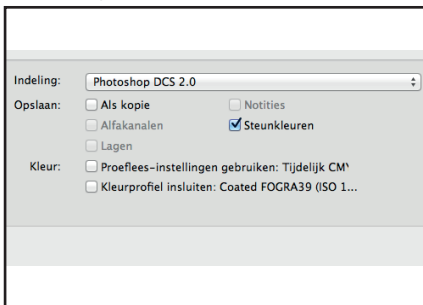 Indeling: Photoshop DCS 2.0
Opslaan: Als kopie Notities
Alfakanalen Steunkleuren
Lagen
Kleur: Proeflees-instellingen gebruiken: Tijdelijk CMY
Kleurprofiel insluiten: Coated FOGRA39 (ISO 1...